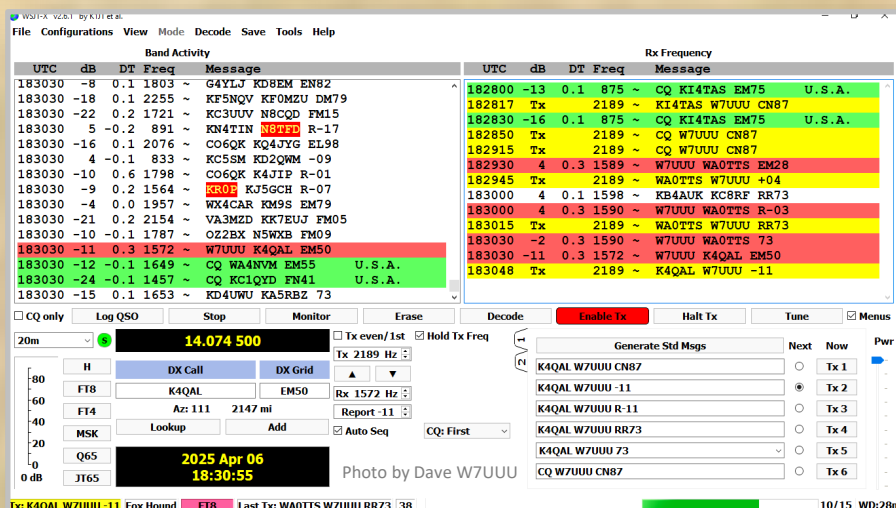 WSJT-X v2.6.1 by K1JT et al.
File Configurations View Mode Decode Save Tools Help
Band Activity
UTC dB DT Freq Message
183030 -8 0.1 1803 ~ G4YLJ KD8EM EN82
183030 -18 0.1 2255 ~ KF5NQV KF0MZU DM79
183030 -22 0.2 1721 ~ KC3UUV N8CQD FM15
183030 5 -0.2 891 ~ KN4TIN N8TFD R-17
183030 -16 0.1 2076 ~ CO6QK KQ4JYG EL98
183030 4 -0.1 833 ~ KC5SM KD2QWM -09
183030 -10 0.6 1798 ~ CO6QK K4JIP R-01
183030 -9 0.2 1564 ~ KR0P KJ5GCH R-07
183030 -4 0.0 1957 ~ WX4CAR KM9S EM79
183030 -21 0.2 2154 ~ VA3MZD KK7EUJ FM05
183030 -10 -0.1 1787 ~ OZ2BX N5WXB FM09
183030 -11 0.3 1572 ~ W7UUU K4QAL EM50
183030 -12 -0.1 1649 ~ CQ WA4NVM EM55 U.S.A.
183030 -24 -0.1 1457 ~ CQ KC1QYD FN41 U.S.A.
183030 -15 0.1 1653 ~ KD4UWU KA5RBZ 73
Rx Frequency
UTC dB DT Freq Message
182800 -13 0.1 875 ~ CQ KI4TAS EM75 U.S.A.
182817 Tx 2189 ~ KI4TAS W7UUU CN87
182830 -16 0.1 875 ~ CQ KI4TAS EM75 U.S.A.
182850 Tx 2189 ~ CQ W7UUU CN87
182915 Tx 2189 ~ CQ W7UUU CN87
182930 4 0.3 1589 ~ W7UUU WA0TTS EM28
182945 Tx 2189 ~ WA0TTS W7UUU +04
183000 4 0.1 1598 ~ KB4AUK KC8RF RR73
183000 4 0.3 1590 ~ W7UUU WA0TTS R-03
183015 Tx 2189 ~ WA0TTS W7UUU RR73
183030 -2 0.3 1590 ~ W7UUU WA0TTS 73
183030 -11 0.3 1572 ~ W7UUU K4QAL EM50
183048 Tx 2189 ~ K4QAL W7UUU -11
CQ only Log QSO Stop Monitor Erase Decode Enable Tx Halt Tx Tune Menus
20m S 14.074 500
Tx even/1st Hold Tx Freq
Tx 2189 Hz
Rx 1572 Hz
Report -11
Auto Seq CQ: First
80
60
40
20
0
0 dB
H
FT8
FT4
MSK
Q65
JT65
DX Call DX Grid
K4QAL EM50
Az: 111 2147 mi
Lookup Add
2025 Apr 06
18:30:55
Photo by Dave W7UUU
1
2
Generate Std Msgs Next Now Pwr
K4QAL W7UUU CN87 Tx 1
K4QAL W7UUU -11 Tx 2
K4QAL W7UUU R-11 Tx 3
K4QAL W7UUU RR73 Tx 4
K4QAL W7UUU 73 Tx 5
CQ W7UUU CN87 Tx 6
Tx: K4QAL W7UUU -11 Fox Hound FT8 Last Tx: WA0TTS W7UUU RR73 38 10/15 WD:28m